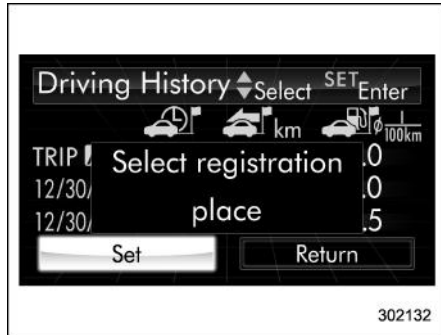 Driving History Select SET Enter
km ø l/100km
TRIP .0
Select registration
12/30/ .0
place
12/30/ .5
Set Return
302132